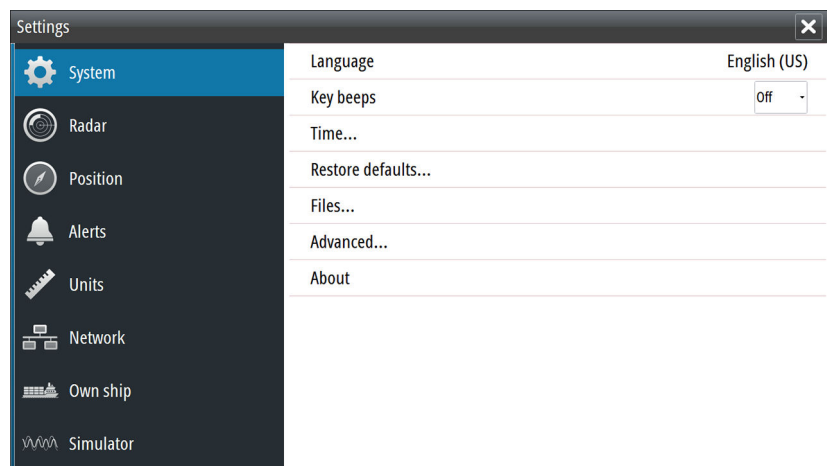 Settings
System
Radar
Position
Alerts
Units
Network
Own ship
Simulator
Language English (US)
Key beeps Off
Time...
Restore defaults...
Files...
Advanced...
About